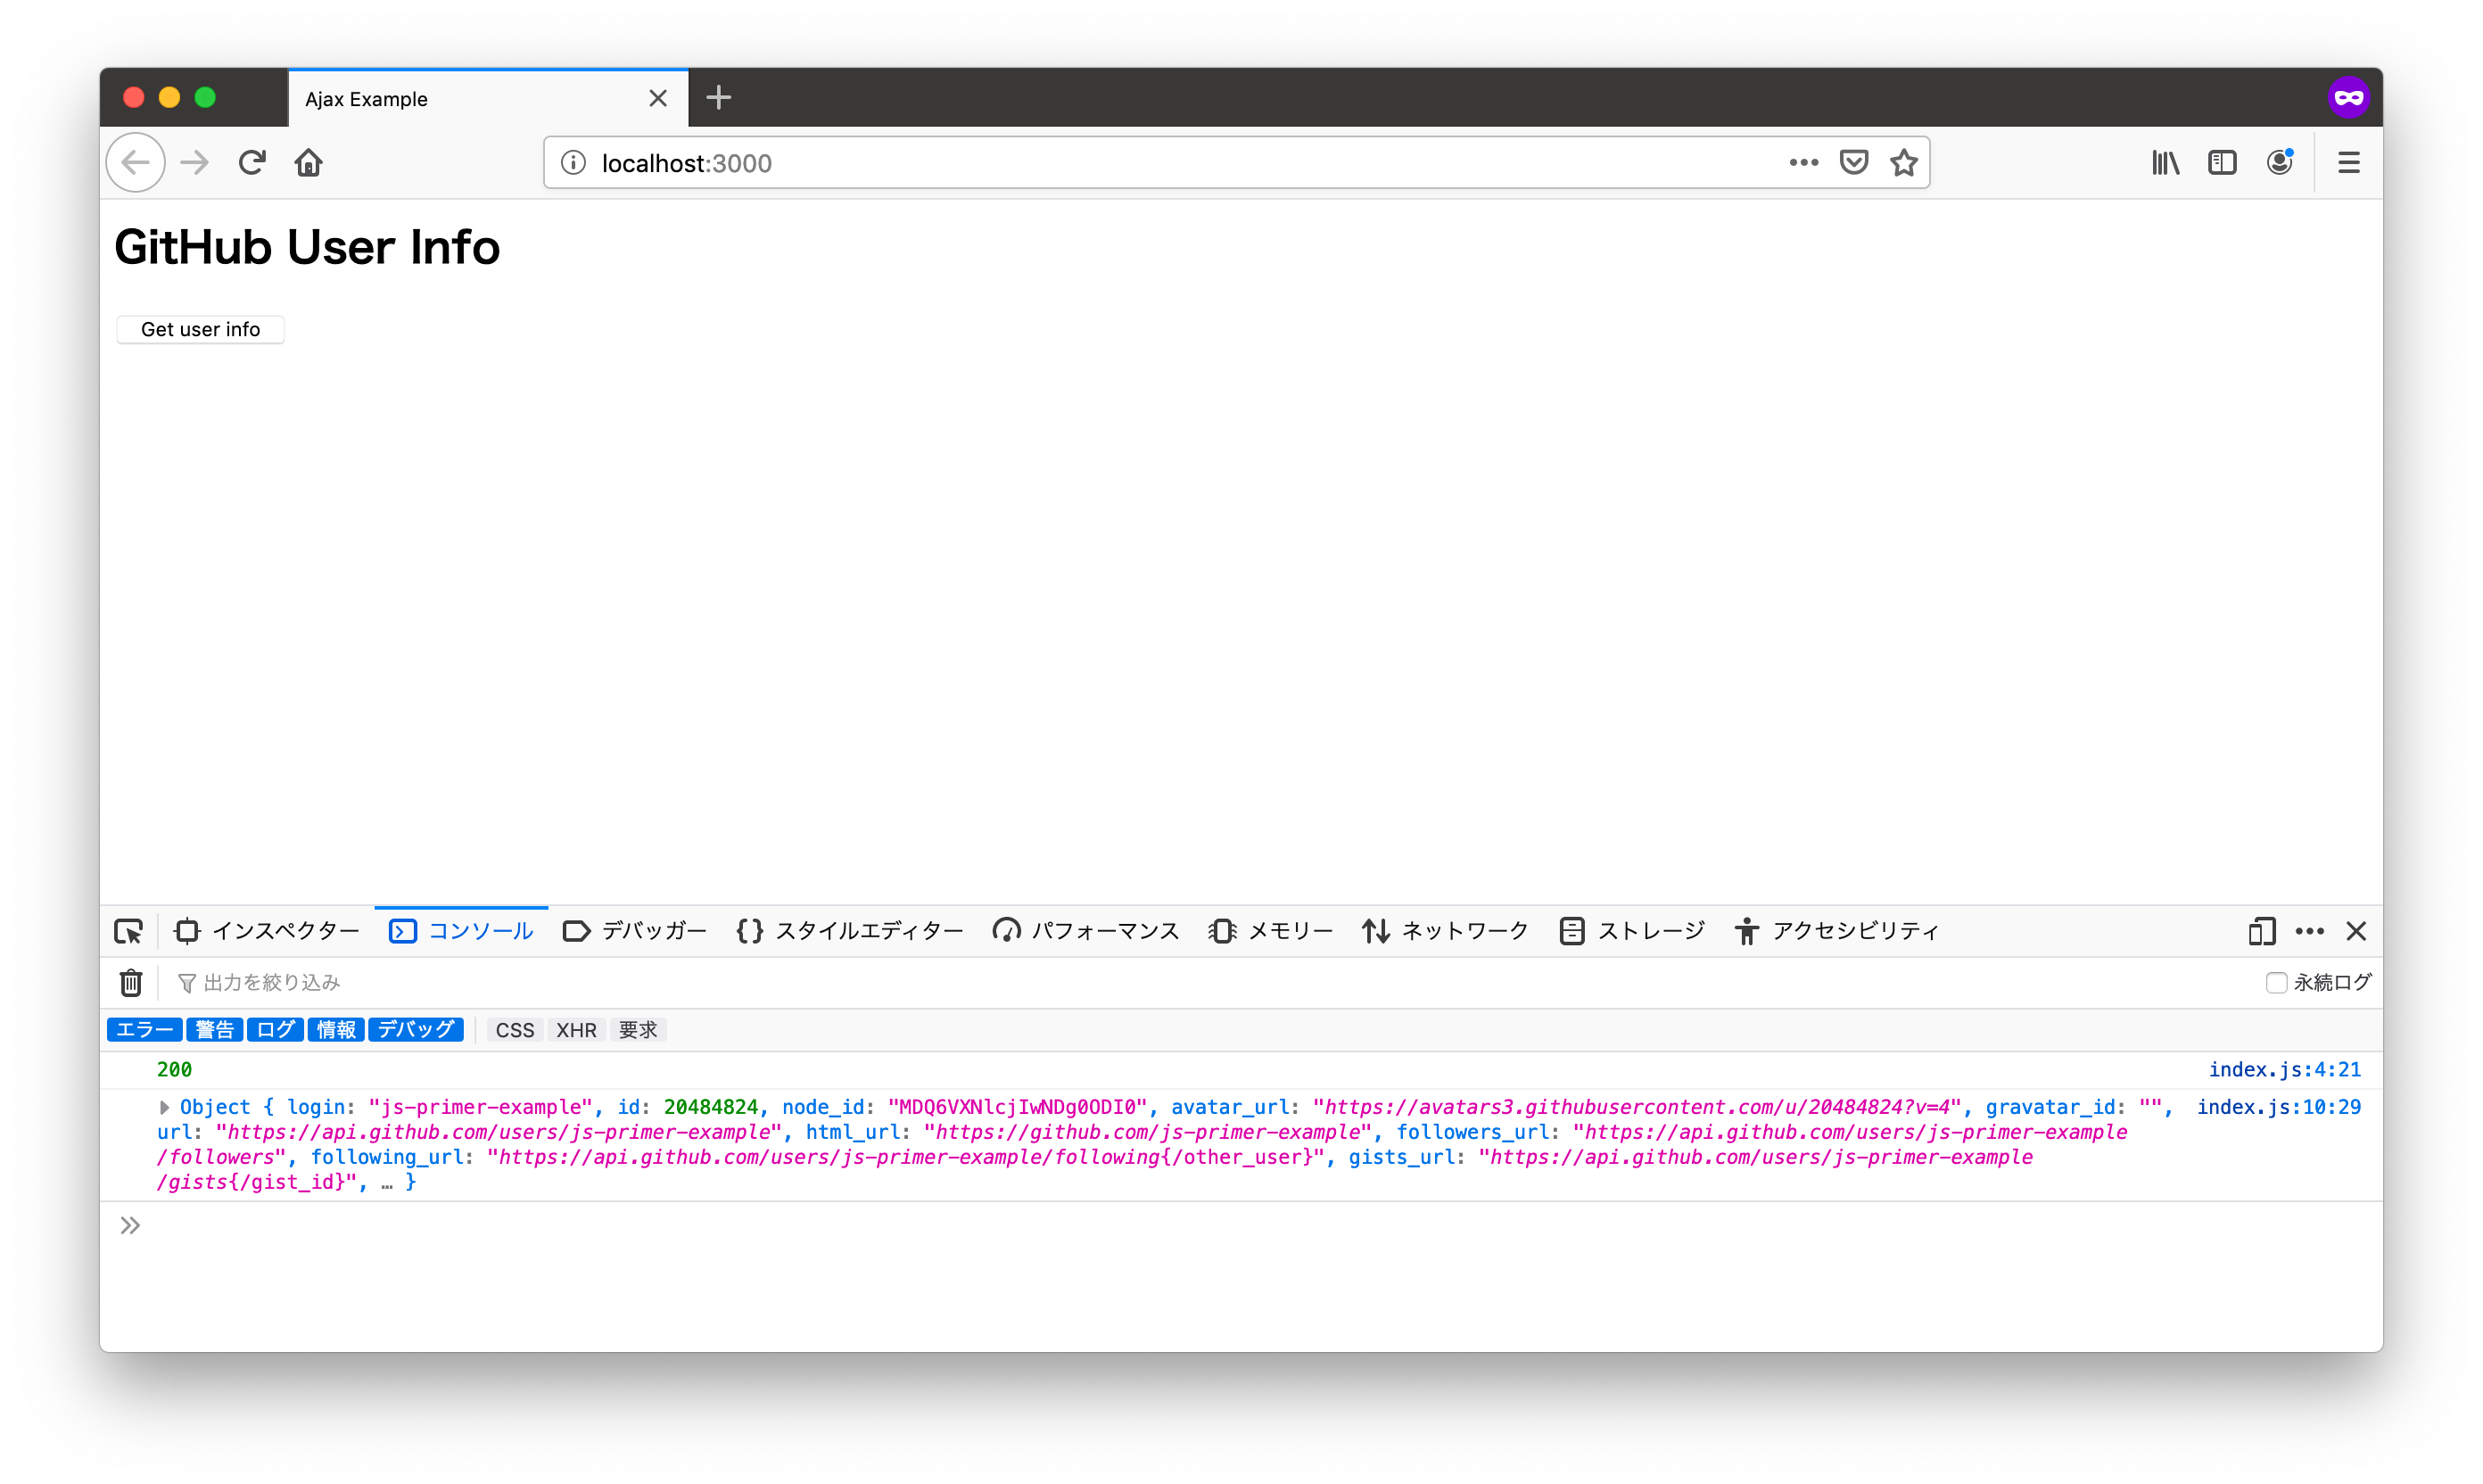 Ajax Example
localhost:3000
GitHub User Info
Get user info
インスペクター コンソール デバッガー {} スタイルエディター パフォーマンス メモリー ネットワーク ストレージ アクセシビリティ
出力を絞り込み 永続ログ
エラー 警告 ログ 情報 デバッグ CSS XHR 要求
200 index.js:4:21
Object { login: "js-primer-example", id: 20484824, node_id: "MDQ6VXNlcjIwNDg0ODI0", avatar_url: "https://avatars3.githubusercontent.com/u/20484824?v=4", gravatar_id: "", index.js:10:29
url: "https://api.github.com/users/js-primer-example", html_url: "https://github.com/js-primer-example", followers_url: "https://api.github.com/users/js-primer-example
/followers", following_url: "https://api.github.com/users/js-primer-example/following{/other_user}", gists_url: "https://api.github.com/users/js-primer-example
/gists{/gist_id}", … }